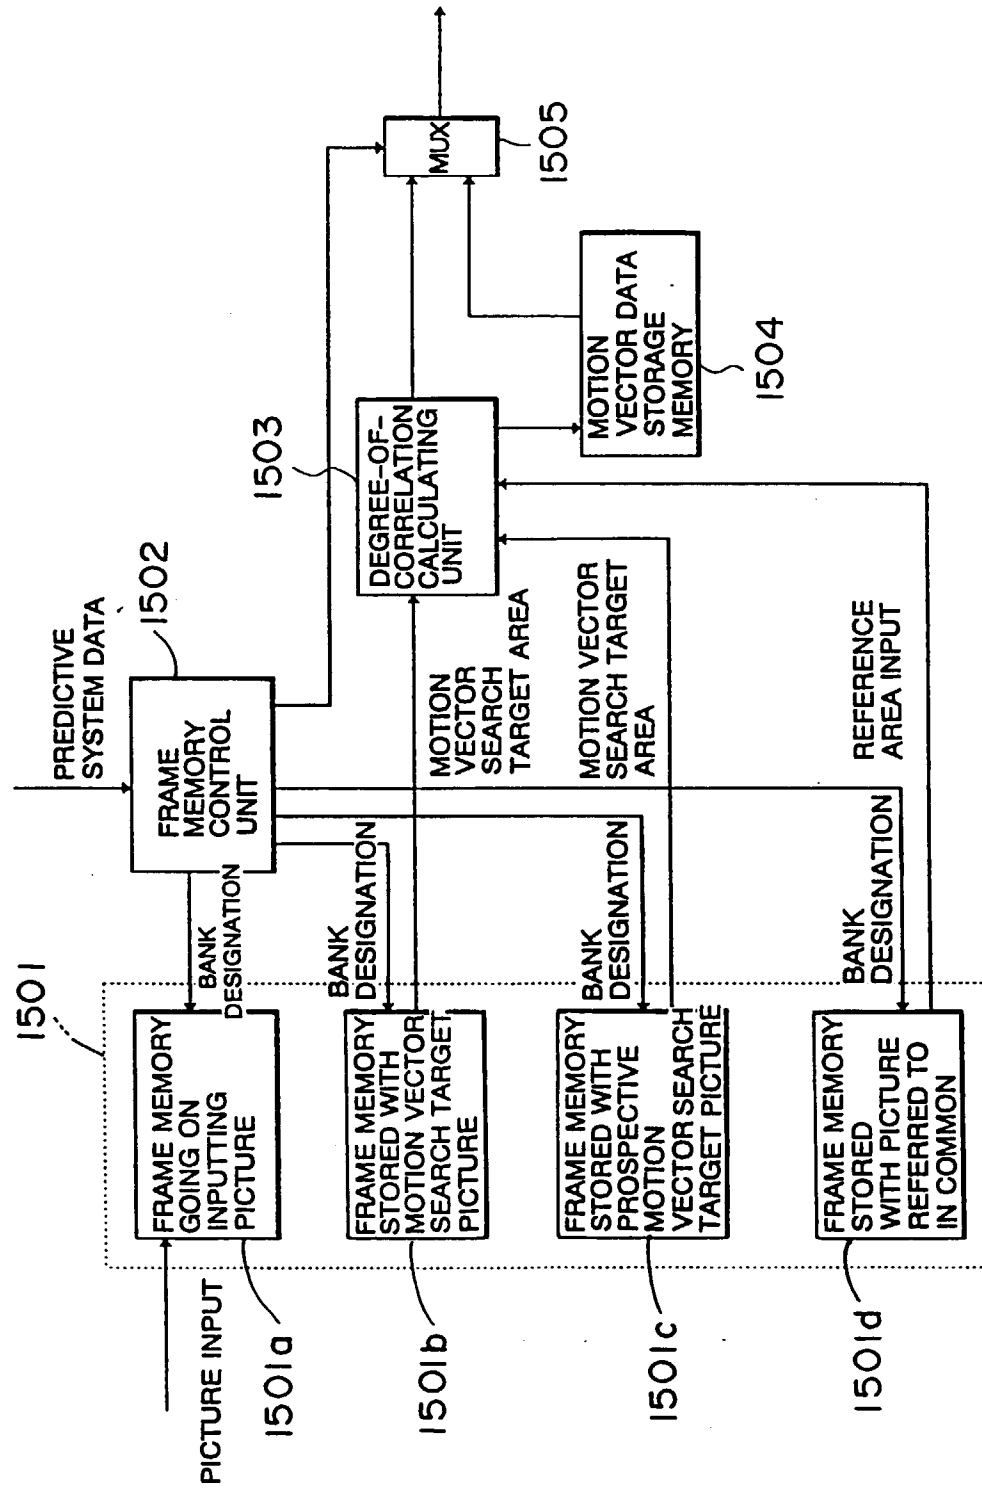 1501
PREDICTIVE
SYSTEM DATA
1502
FRAME
MEMORY
CONTROL
UNIT
PICTURE INPUT
FRAME MEMORY
GOING ON
INPUTTING
PICTURE
1501a
BANK
DESIGNATION
FRAME MEMORY
STORED WITH
MOTION VECTOR
SEARCH TARGET
PICTURE
1501b
BANK
DESIGNATION
MOTION
VECTOR
SEARCH
TARGET AREA
1503
DEGREE-OF-
CORRELATION
CALCULATING
UNIT
MUX
1505
FRAME MEMORY
STORED WITH
PROSPECTIVE
MOTION
VECTOR SEARCH
TARGET PICTURE
1501c
BANK
DESIGNATION
MOTION VECTOR
SEARCH TARGET
AREA
MOTION
VECTOR DATA
STORAGE
MEMORY
1504
FRAME MEMORY
STORED
WITH PICTURE
REFERRED TO
IN COMMON
1501d
BANK
DESIGNATION
REFERENCE
AREA INPUT